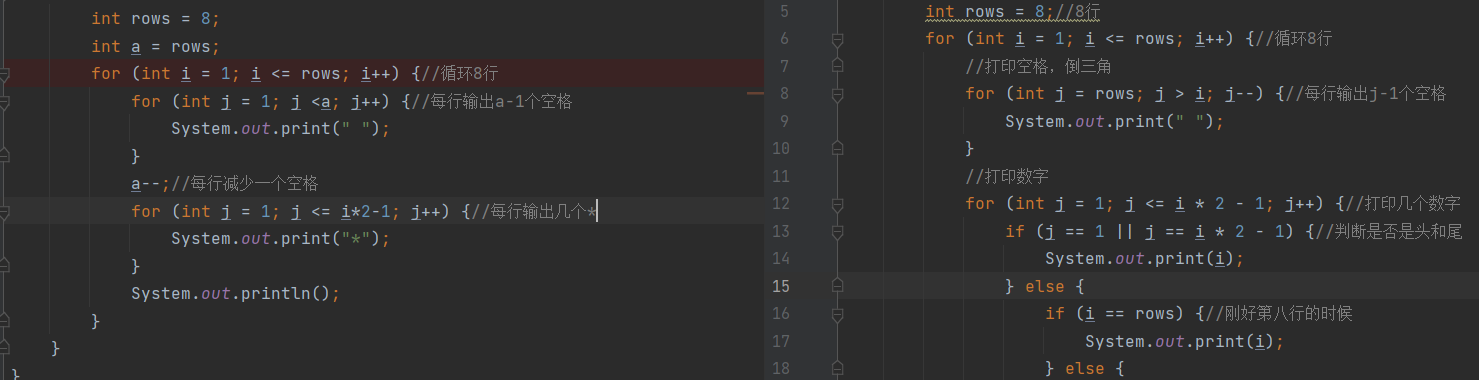 int rows = 8;
int a = rows;
for (int i = 1; i <= rows; i++) {//循环8行
for (int j = 1; j <a; j++) {//每行输出a-1个空格
System.out.print(" ");
}
a--;//每行减少一个空格
for (int j = 1; j <= i*2-1; j++) {//每行输出几个*
System.out.print("*");
}
System.out.println();
}
}
}
5 int rows = 8;//8行
6 for (int i = 1; i <= rows; i++) {//循环8行
7 //打印空格，倒三角
8 for (int j = rows; j > i; j--) {//每行输出j-1个空格
9 System.out.print(" ");
10 }
11 //打印数字
12 for (int j = 1; j <= i * 2 - 1; j++) {//打印几个数字
13 if (j == 1 || j == i * 2 - 1) {//判断是否是头和尾
14 System.out.print(i);
15 } else {
16 if (i == rows) {//刚好第八行的时候
17 System.out.print(i);
18 } else {